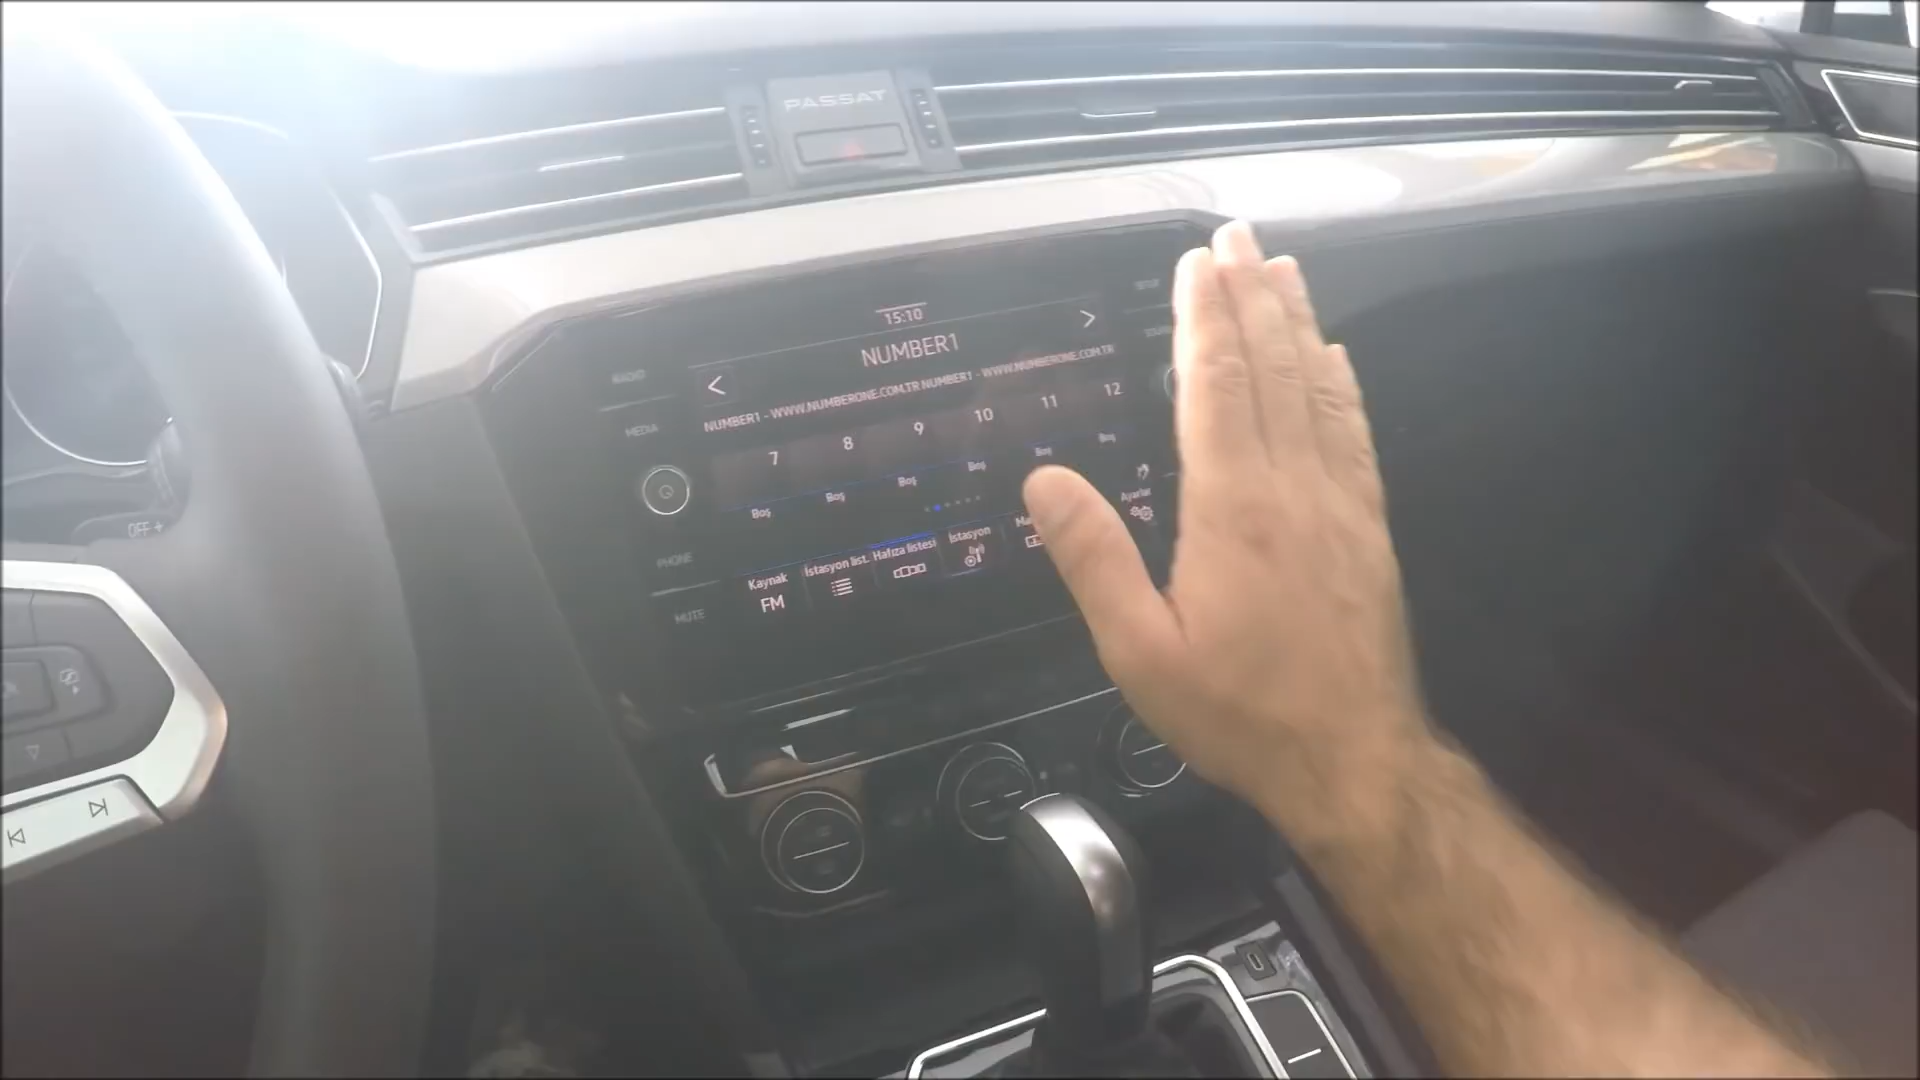 PASSAT
15:10
NUMBER1
NUMBER1 - WWW.NUMBERONE.COM.TR NUMBER1 - WWW.NUMBERONE.COM.TR
7 8 9 10 11 12
Boş Boş Boş Boş Boş Boş
Ayarlar
Kaynak İstasyon list. Hafıza listesi İstasyon
FM
RADIO
MEDIA
PHONE
MUTE
SETUP
OFF +